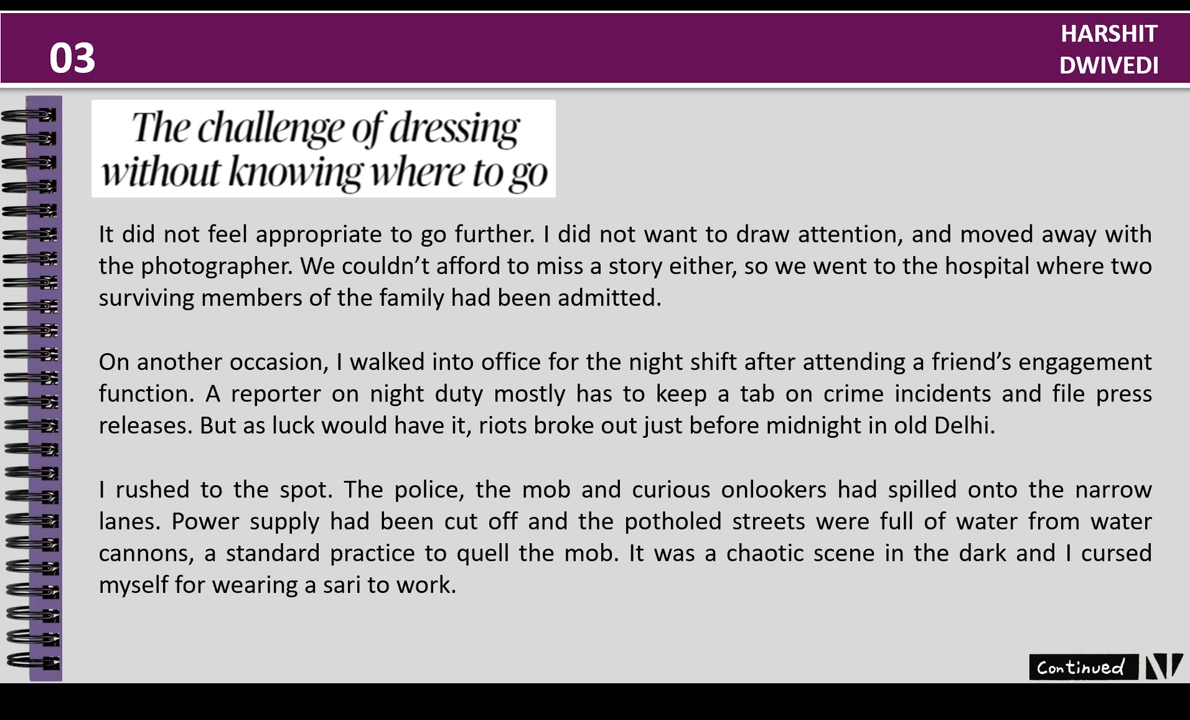 03
HARSHIT
DWIVEDI
The challenge of dressing
without knowing where to go
It did not feel appropriate to go further. I did not want to draw attention, and moved away with
the photographer. We couldn’t afford to miss a story either, so we went to the hospital where two
surviving members of the family had been admitted.
On another occasion, I walked into office for the night shift after attending a friend’s engagement
function. A reporter on night duty mostly has to keep a tab on crime incidents and file press
releases. But as luck would have it, riots broke out just before midnight in old Delhi.
I rushed to the spot. The police, the mob and curious onlookers had spilled onto the narrow
lanes. Power supply had been cut off and the potholed streets were full of water from water
cannons, a standard practice to quell the mob. It was a chaotic scene in the dark and I cursed
myself for wearing a sari to work.
Continued